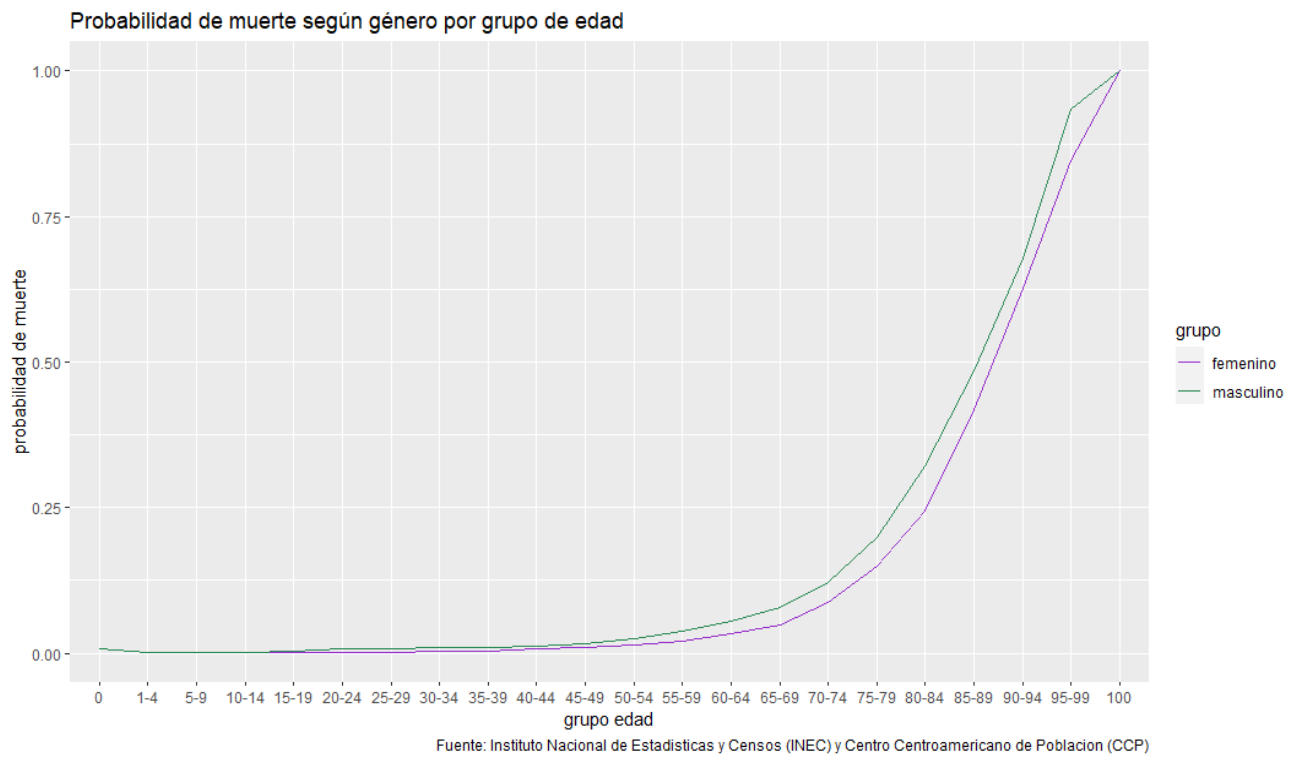 Probabilidad de muerte según género por grupo de edad
1.00
0.75
0.50
0.25
0.00
probabilidad de muerte
0 1-4 5-9 10-14 15-19 20-24 25-29 30-34 35-39 40-44 45-49 50-54 55-59 60-64 65-69 70-74 75-79 80-84 85-89 90-94 95-99 100
grupo edad
grupo
femenino
masculino
Fuente: Instituto Nacional de Estadisticas y Censos (INEC) y Centro Centroamericano de Poblacion (CCP)